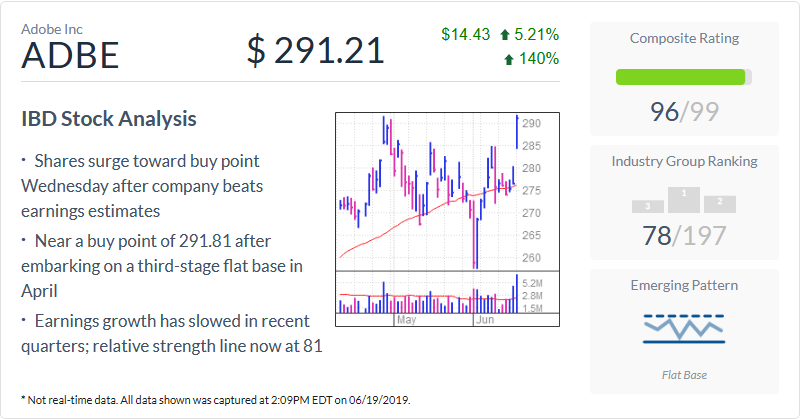 Adobe Inc
ADBE
$ 291.21
$14.43 5.21%
140%
IBD Stock Analysis
• Shares surge toward buy point
Wednesday after company beats
earnings estimates
• Near a buy point of 291.81 after
embarking on a third-stage flat base in
April
• Earnings growth has slowed in recent
quarters; relative strength line now at 81
290
285
280
275
270
265
260
5.2M
2.8M
1.5M
May Jun
Composite Rating
96/99
Industry Group Ranking
3 1 2
78/197
Emerging Pattern
Flat Base
* Not real-time data. All data shown was captured at 2:09PM EDT on 06/19/2019.